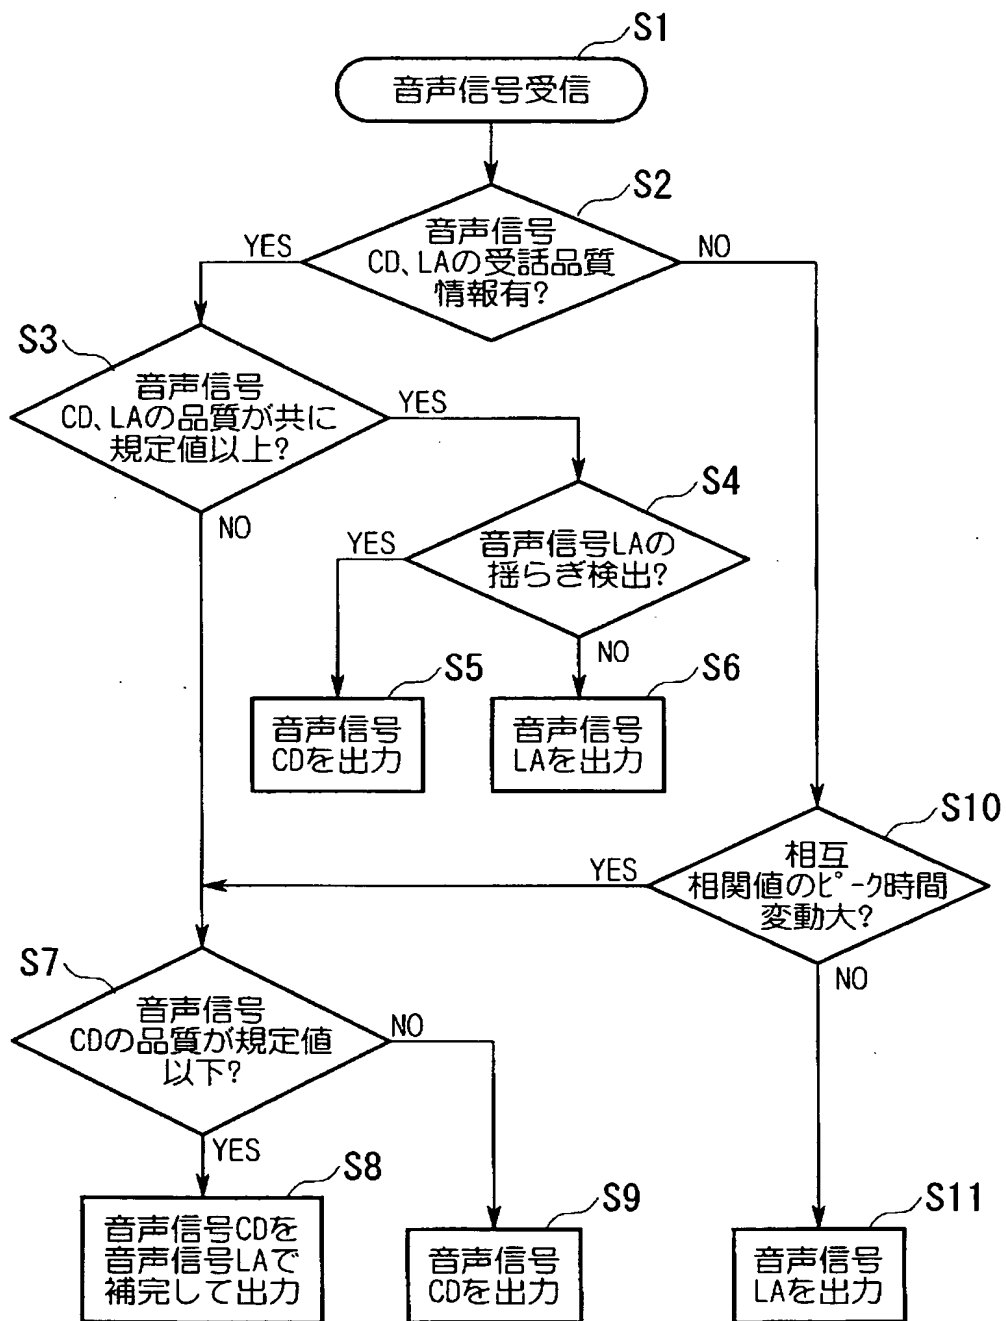 S1
音声信号受信
S2
音声信号
CD、LAの受話品質
情報有?
YES
NO
S3
音声信号
CD、LAの品質が共に
規定値以上?
YES
NO
S4
音声信号LAの
揺らぎ検出?
YES
NO
S5
音声信号
CDを出力
S6
音声信号
LAを出力
S10
相互
相関値のピーク時間
変動大?
YES
NO
S7
音声信号
CDの品質が規定値
以下?
NO
YES
S8
音声信号CDを
音声信号LAで
補完して出力
S9
音声信号
CDを出力
S11
音声信号
LAを出力